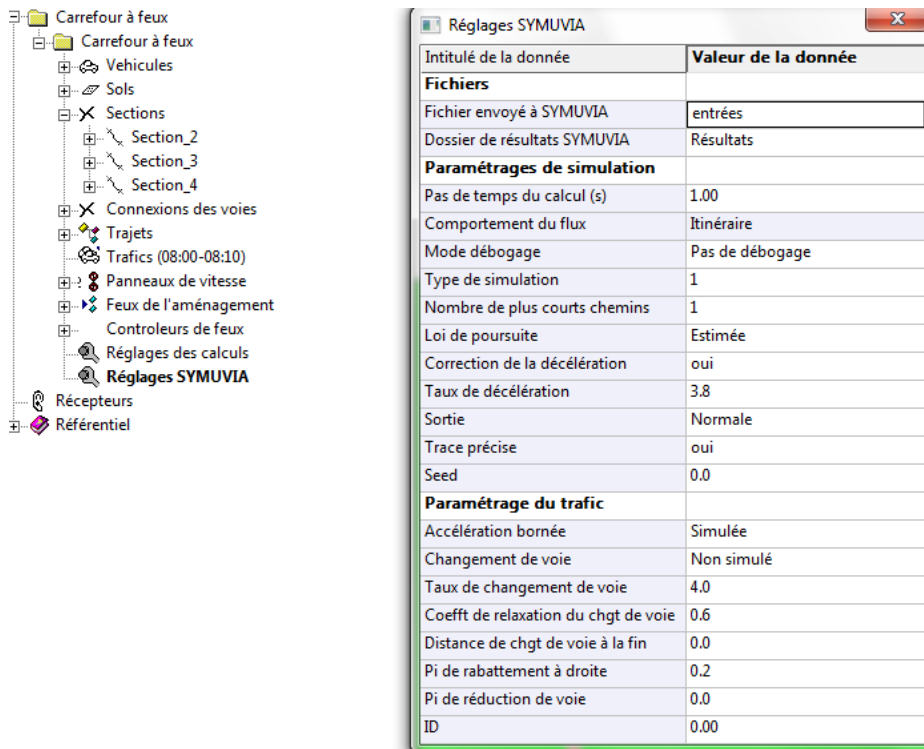 Carrefour à feux
Carrefour à feux
Vehicules
Sols
Sections
Section_2
Section_3
Section_4
Connexions des voies
Trajets
Trafics (08:00-08:10)
Panneaux de vitesse
Feux de l'aménagement
Controleurs de feux
Réglages des calculs
Réglages SYMUVIA
Récepteurs
Référentiel
Réglages SYMUVIA
Intitulé de la donnée Valeur de la donnée
Fichiers
Fichier envoyé à SYMUVIA entrées
Dossier de résultats SYMUVIA Résultats
Paramétrages de simulation
Pas de temps du calcul (s) 1.00
Comportement du flux Itinéraire
Mode débogage Pas de débogage
Type de simulation 1
Nombre de plus courts chemins 1
Loi de poursuite Estimée
Correction de la décélération oui
Taux de décélération 3.8
Sortie Normale
Trace précise oui
Seed 0.0
Paramétrage du trafic
Accélération bornée Simulée
Changement de voie Non simulé
Taux de changement de voie 4.0
Coefft de relaxation du chgt de voie 0.6
Distance de chgt de voie à la fin 0.0
Pi de rabattement à droite 0.2
Pi de réduction de voie 0.0
ID 0.00